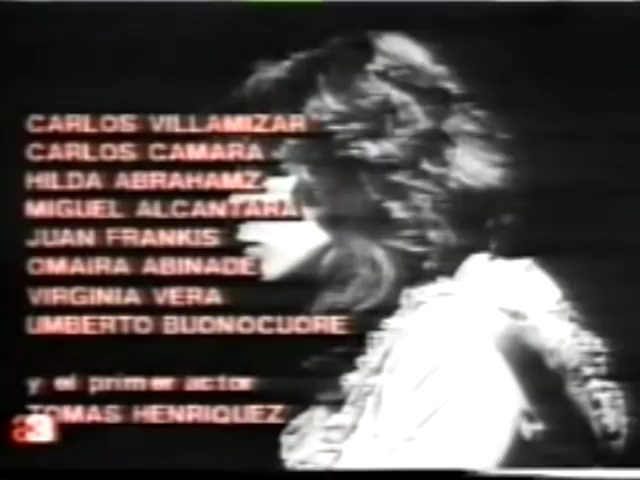 CARLOS VILLAMIZAR
CARLOS CAMARA
HILDA ABRAHAMZ
MIGUEL ALCANTARA
JUAN FRANKIS
OMAIRA ABINADE
VIRGINIA VERA
UMBERTO BUONOCUORE
y el primer actor
TOMAS HENRIQUEZ
a3